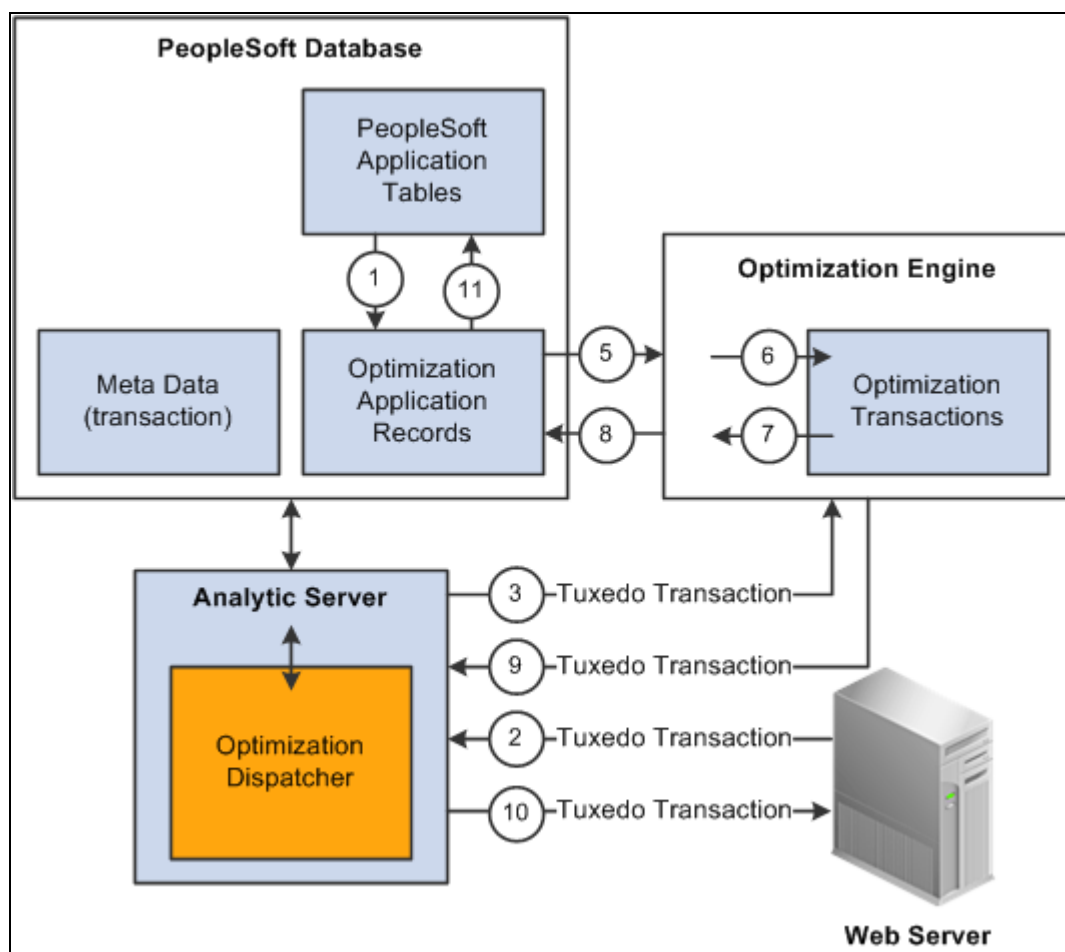 PeopleSoft Database
PeopleSoft
Application
Tables
1
11
Optimization Engine
Meta Data
(transaction)
Optimization
Application
Records
5
8
6
7
Optimization
Transactions
Analytic Server
3 Tuxedo Transaction
9 Tuxedo Transaction
2 Tuxedo Transaction
10 Tuxedo Transaction
Optimization
Dispatcher
Web Server